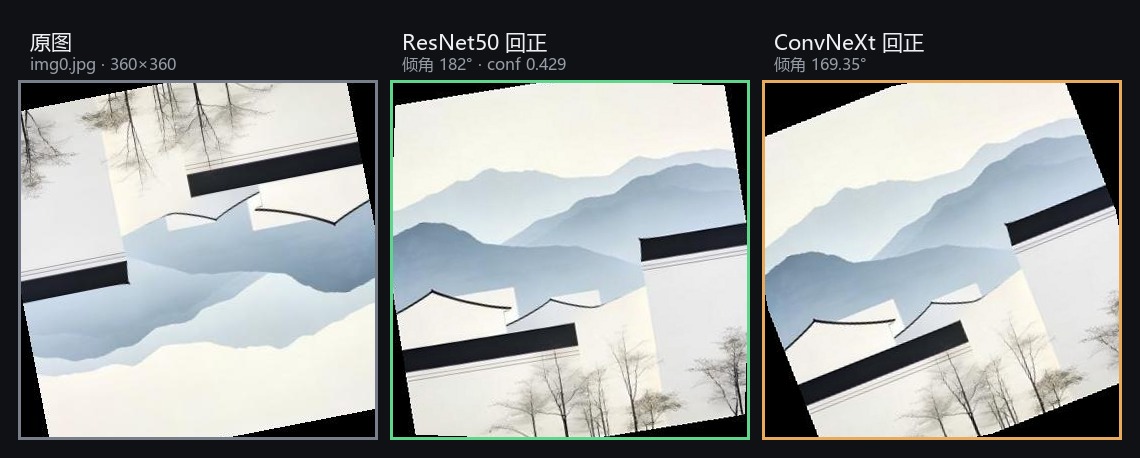 原图
img0.jpg · 360×360
ResNet50 回正
倾角 182° · conf 0.429
ConvNeXt 回正
倾角 169.35°